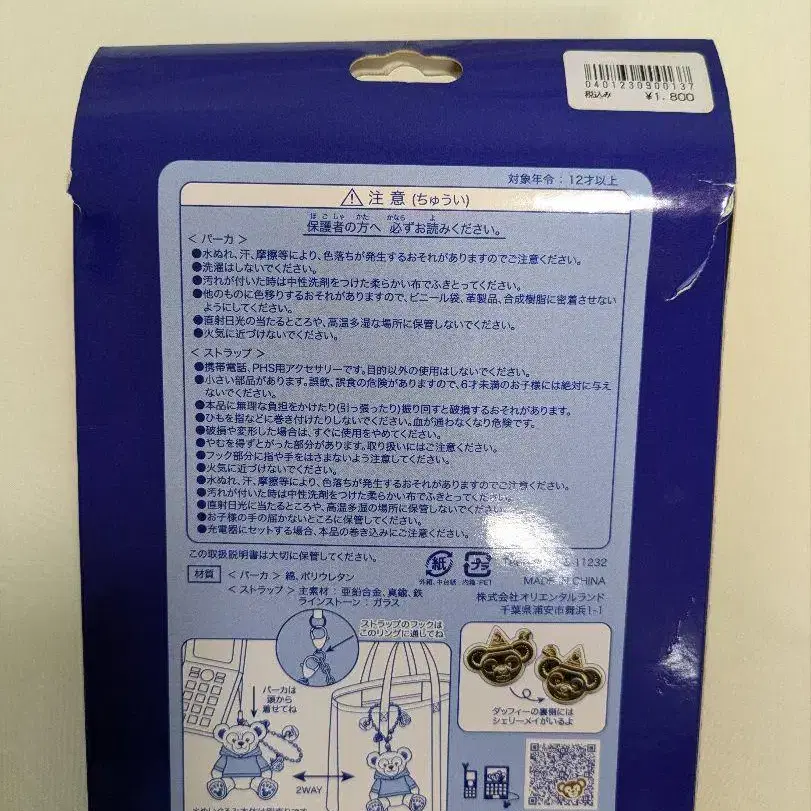 0401230900137
税込み ¥1,800
対象年令：12才以上
注意(ちゅうい)
ほごしゃ かた かなら よ
保護者の方へ 必ずお読みください。
＜パーカ＞
●水ぬれ、汗、摩擦等により、色落ちが発生するおそれがありますのでご注意ください。
●洗濯はしないでください。
●汚れが付いた時は中性洗剤をつけた柔らかい布でふきとってください。
●他のものに色移りするおそれがありますので、ビニール袋、革製品、合成樹脂に密着させない
ようにしてください。
●直射日光の当たるところや、高温多湿な場所に保管しないでください。
●火気に近づけないでください。
＜ストラップ＞
●携帯電話、PHS用アクセサリーです。目的以外の使用はしないでください。
●小さい部品があります。誤飲、誤食の危険がありますので、6才未満のお子様には絶対に与え
ないでください。
●本品に無理な負担をかけたり(引っ張ったり)振り回すと破損するおそれがあります。
●ひもを指などに巻き付けたりしないでください。血が通わなくなり危険です。
●破損や変形した場合は、すぐに使用をやめてください。
●やむを得ずとがった部分があります。取り扱いにはご注意ください。
●フック部分に指や手をはさまないよう注意してください。
●火気に近づけないでください。
●水ぬれ、汗、摩擦等により、色落ちが発生するおそれがありますのでご注意ください。
●汚れが付いた時は中性洗剤をつけた柔らかい布でふきとってください。
●直射日光に当たるところや、高温多湿の場所に保管しないでください。
●お子様の手の届かないところに保管してください。
●充電器にセットする場合、本品の巻き込みにご注意ください。
この取扱説明書は大切に保管してください。
紙
外箱、中台紙
プラ
内箱:PET
11232
MADE IN CHINA
材質 ＜パーカ＞ 綿、ポリウレタン
＜ストラップ＞ 主素材：亜鉛合金、真鍮、鉄
ラインストーン：ガラス
株式会社オリエンタルランド
千葉県浦安市舞浜1-1
ストラップのフックは
このリングに通してね
パーカは
頭から
着せてね
2WAY
ダッフィーの裏側には
シェリーメイがいるよ